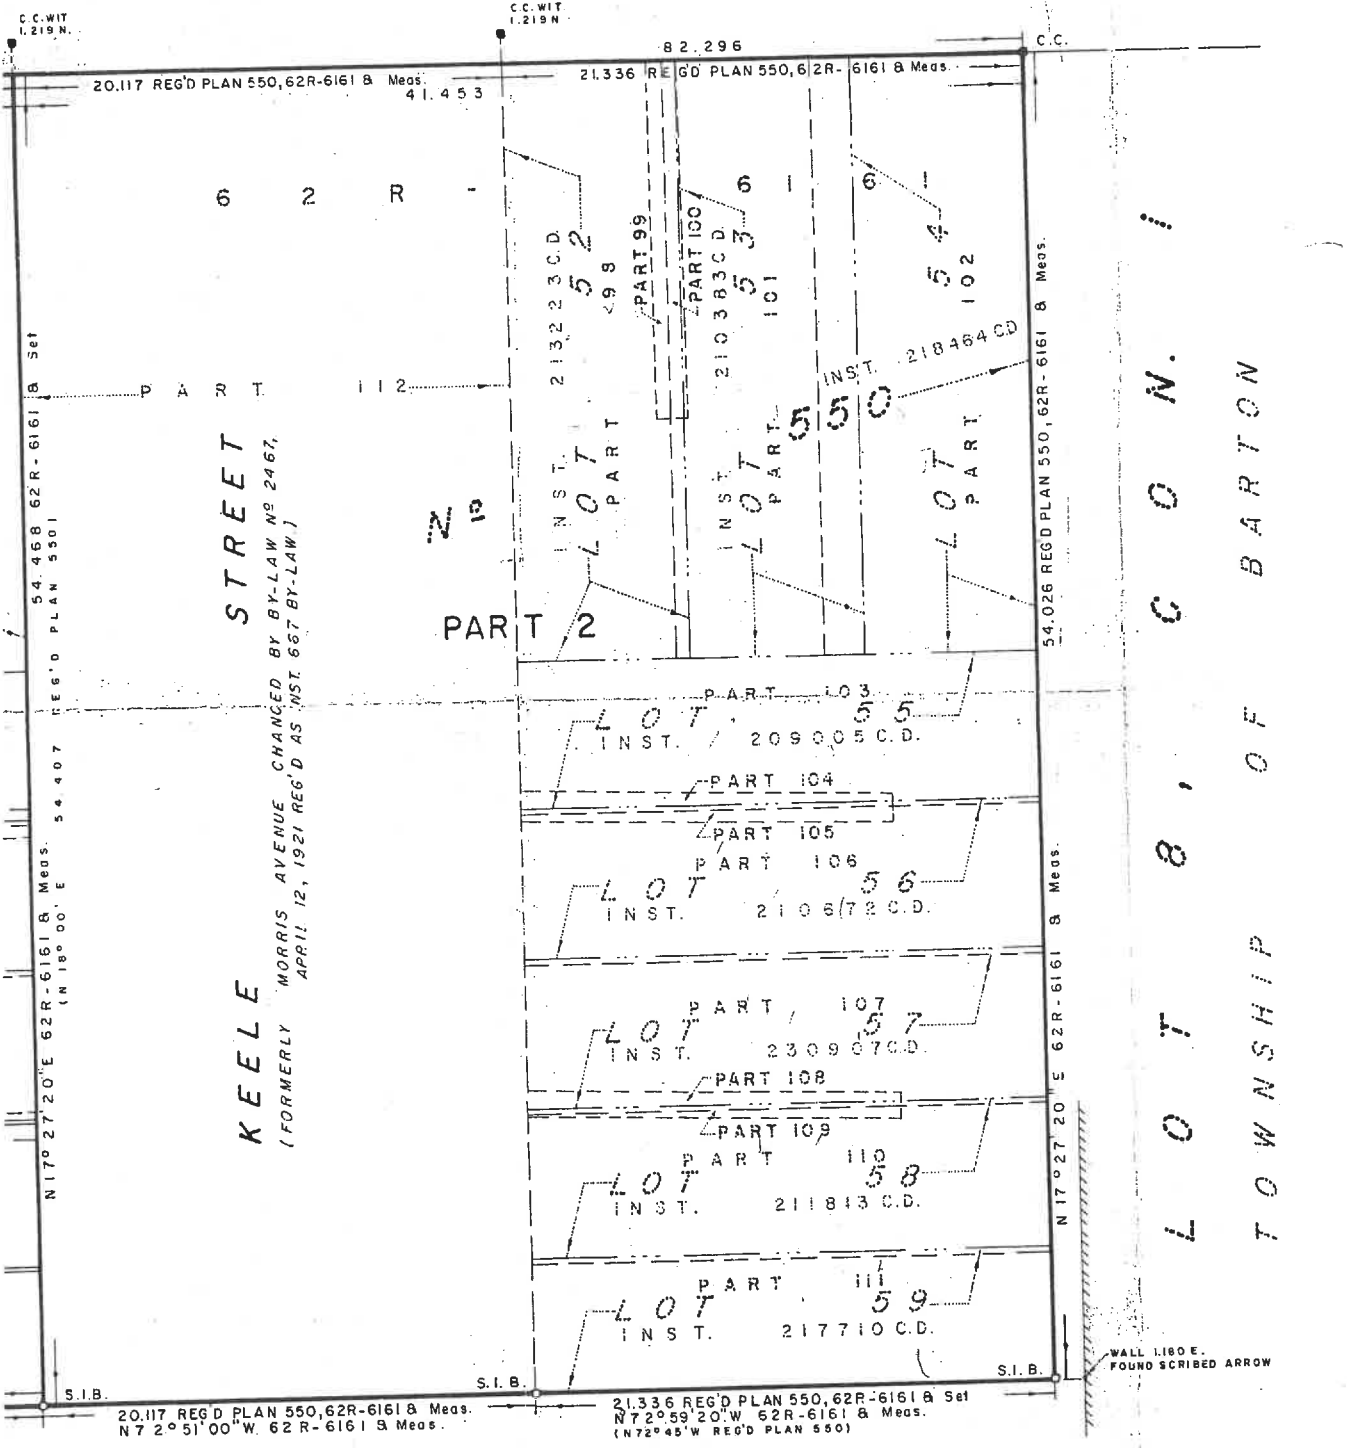 C.C. WIT
1.219 N.
C.C. WIT
1.219 N
C.C.
82.296
20.117 REG'D PLAN 550, 62R-6161 & Meas.
41.453
21.336 REG'D PLAN 550, 62R-6161 & Meas.
6 2 R - 6 1 6 1
PART 112
54.468 62R-6161 & Set
54.407 REG'D PLAN 550)
N17°27'20"E 62R-6161 & Meas.
(N 18°00' E
KEELE STREET
(FORMERLY MORRIS AVENUE CHANGED BY BY-LAW Nº 2467,
APRIL 12, 1921 REG'D AS INST. 667 BY-LAW.)
Nº 550
PART 2
INST. 213223 C.D.
LOT 52
PART 98
PART 99
PART 100
INST. 210383 C.D.
LOT 53
PART 101
INST. 218464 C.D
LOT 54
PART 102
54.026 REG'D PLAN 550, 62R-6161 & Meas.
PART 103
LOT 55
INST. 209005 C.D.
PART 104
PART 105
PART 106
LOT 56
INST. 210672 C.D.
PART 107
LOT 57
INST. 230907 C.D.
PART 108
PART 109
PART 110
LOT 58
INST. 211813 C.D.
PART 111
LOT 59
INST. 217710 C.D.
N17°27'20"E 62R-6161 & Meas.
LOT 8, CON. 1
TOWNSHIP OF BARTON
WALL 1.180 E.
FOUND SCRIBED ARROW
S.I.B.
S.I.B.
S.I.B.
20.117 REG'D PLAN 550, 62R-6161 & Meas.
N72°51'00"W. 62R-6161 & Meas.
21.336 REG'D PLAN 550, 62R-6161 & Set
N72°59'20"W 62R-6161 & Meas.
(N72°45'W REG'D PLAN 550)